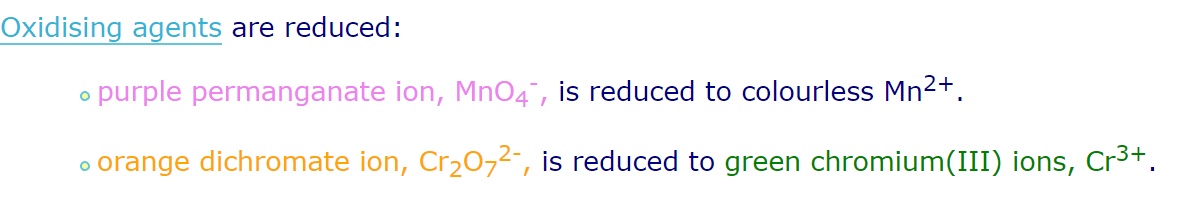 Oxidising agents are reduced:
purple permanganate ion, MnO₄⁻, is reduced to colourless Mn²⁺.
orange dichromate ion, Cr₂O₇²⁻, is reduced to green chromium(III) ions, Cr³⁺.